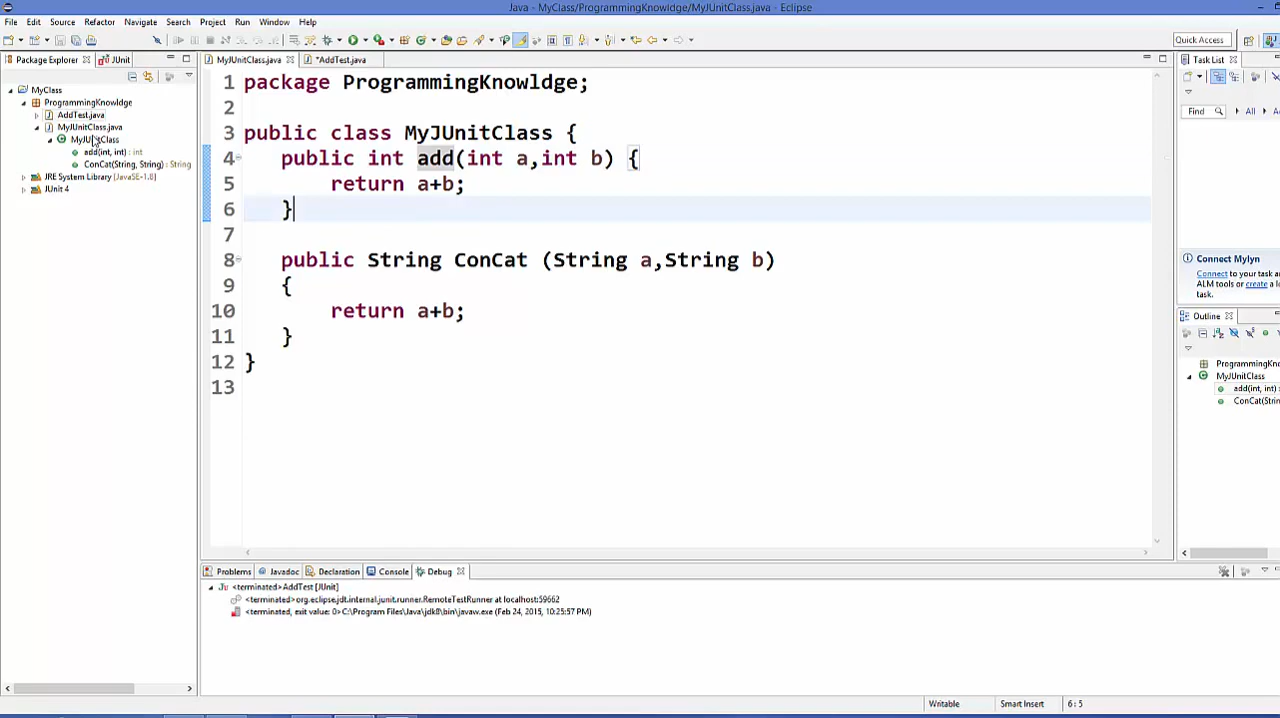 Java - MyClass/ProgrammingKnowldge/MyJUnitClass.java - Eclipse
File Edit Source Refactor Navigate Search Project Run Window Help
Quick Access
Package Explorer JUnit
MyClass
ProgrammingKnowldge
AddTest.java
MyJUnitClass.java
MyJUnitClass
add(int, int) : int
ConCat(String, String) : String
JRE System Library [JavaSE-1.8]
JUnit 4
MyJUnitClass.java *AddTest.java
1 package ProgrammingKnowldge;
2
3 public class MyJUnitClass {
4 public int add(int a,int b) {
5 return a+b;
6 }
7
8 public String ConCat (String a,String b)
9 {
10 return a+b;
11 }
12 }
13
Task List
Find All
Connect Mylyn
Connect to your task a
ALM tools or create a l
task.
Outline
ProgrammingK
MyJUnitClass
add(int, int) :
ConCat(String
Problems Javadoc Declaration Console Debug
<terminated> AddTest [JUnit]
<terminated>org.eclipse.jdt.internal.junit.runner.RemoteTestRunner at localhost:59662
<terminated, exit value: 0>C:\Program Files\Java\jdk8\bin\javaw.exe (Feb 24, 2015, 10:25:57 PM)
Writable Smart Insert 6 : 5